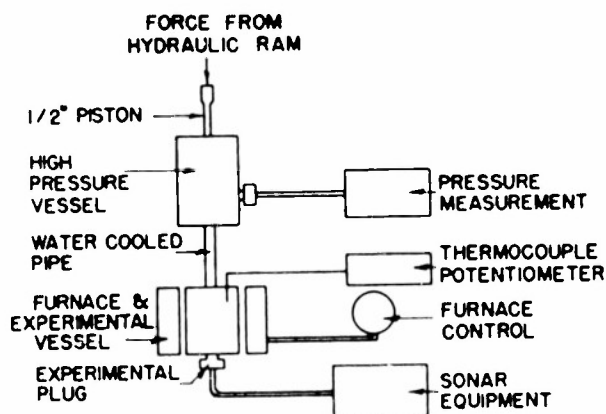 FORCE FROM
HYDRAULIC RAM
1/2" PISTON
HIGH
PRESSURE
VESSEL
PRESSURE
MEASUREMENT
WATER COOLED
PIPE
THERMOCOUPLE
POTENTIOMETER
FURNACE &
EXPERIMENTAL
VESSEL
FURNACE
CONTROL
EXPERIMENTAL
PLUG
SONAR
EQUIPMENT